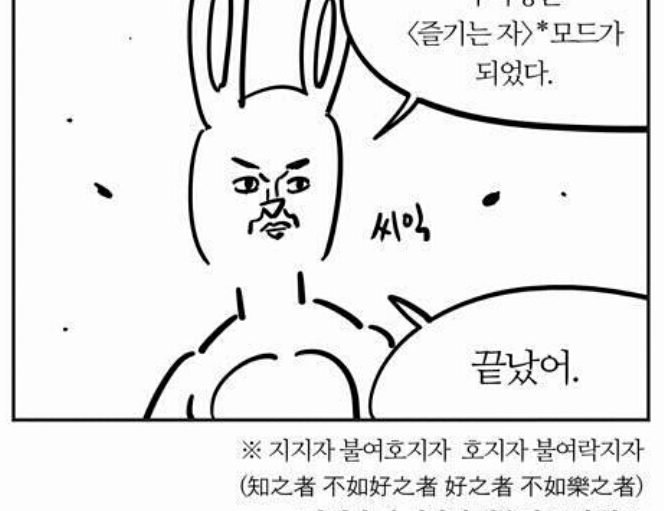 〈즐기는 자〉*모드가
되었다.
씨익
끝났어.
※ 지지자 불여호지자 호지자 불여락지자
(知之者 不如好之者 好之者 不如樂之者)